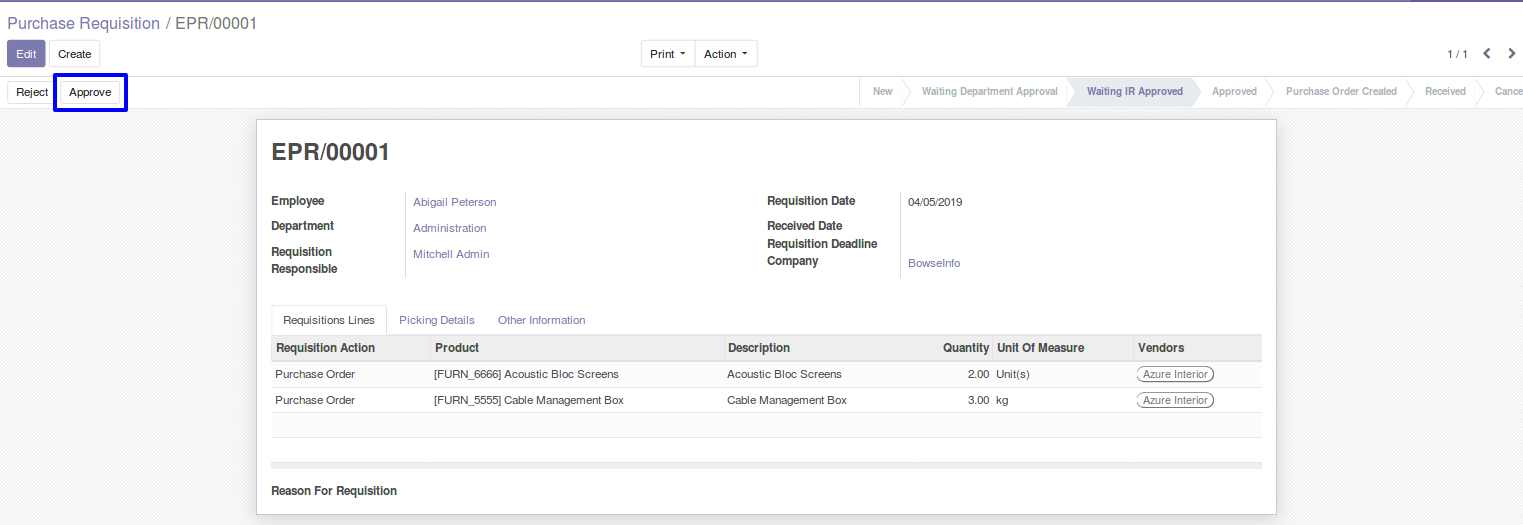 Purchase Requisition / EPR/00001
Edit Create Print Action 1 / 1
Reject Approve New Waiting Department Approval Waiting IR Approved Approved Purchase Order Created Received Cance
EPR/00001
Employee Abigail Peterson Requisition Date 04/05/2019
Department Administration Received Date
Requisition Responsible Mitchell Admin Requisition Deadline
Company BowseInfo
Requisitions Lines Picking Details Other Information
Requisition Action Product Description Quantity Unit Of Measure Vendors
Purchase Order [FURN_6666] Acoustic Bloc Screens Acoustic Bloc Screens 2.00 Unit(s) Azure Interior
Purchase Order [FURN_5555] Cable Management Box Cable Management Box 3.00 kg Azure Interior
Reason For Requisition